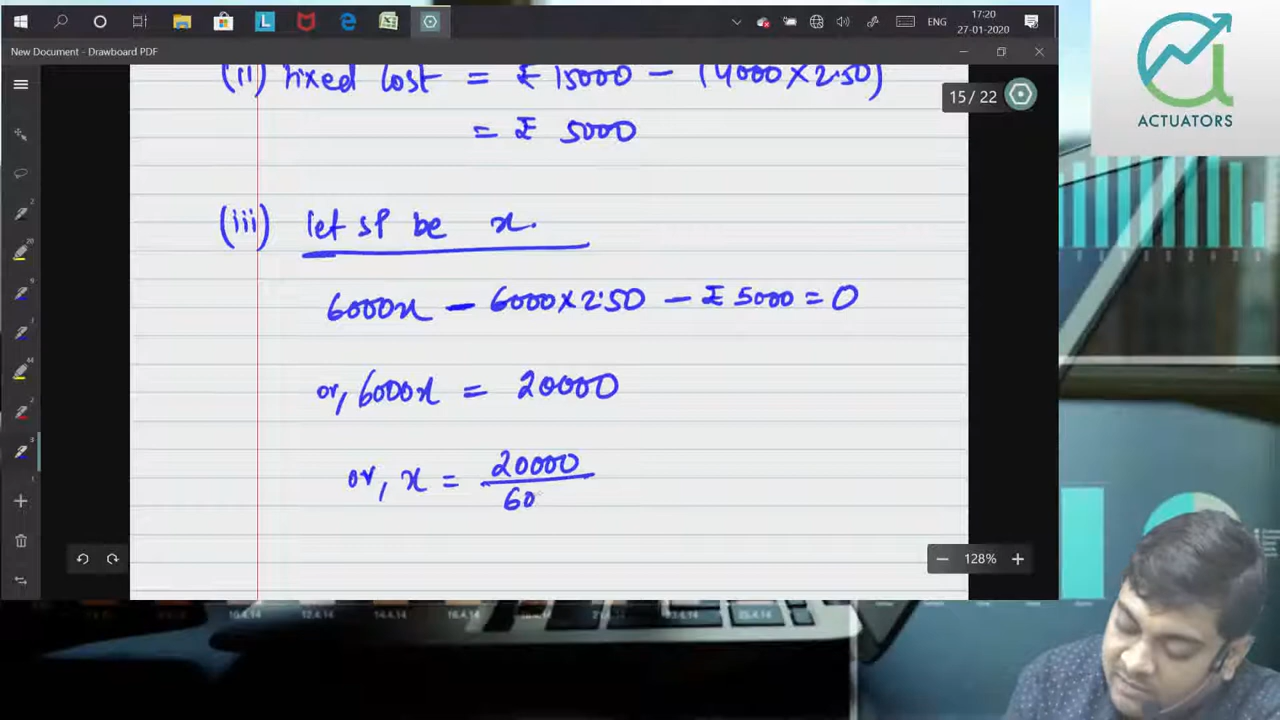 ENG
17:20
27-01-2020
New Document - Drawboard PDF
(ii) Fixed Cost = ₹ 15000 - (4000×2.50)
15 / 22
= ₹ 5000
ACTUATORS
(iii) let SP be x.
6000x - 6000×2.50 - ₹ 5000 = 0
or, 6000x = 20000
or, x = 20000
60
128%